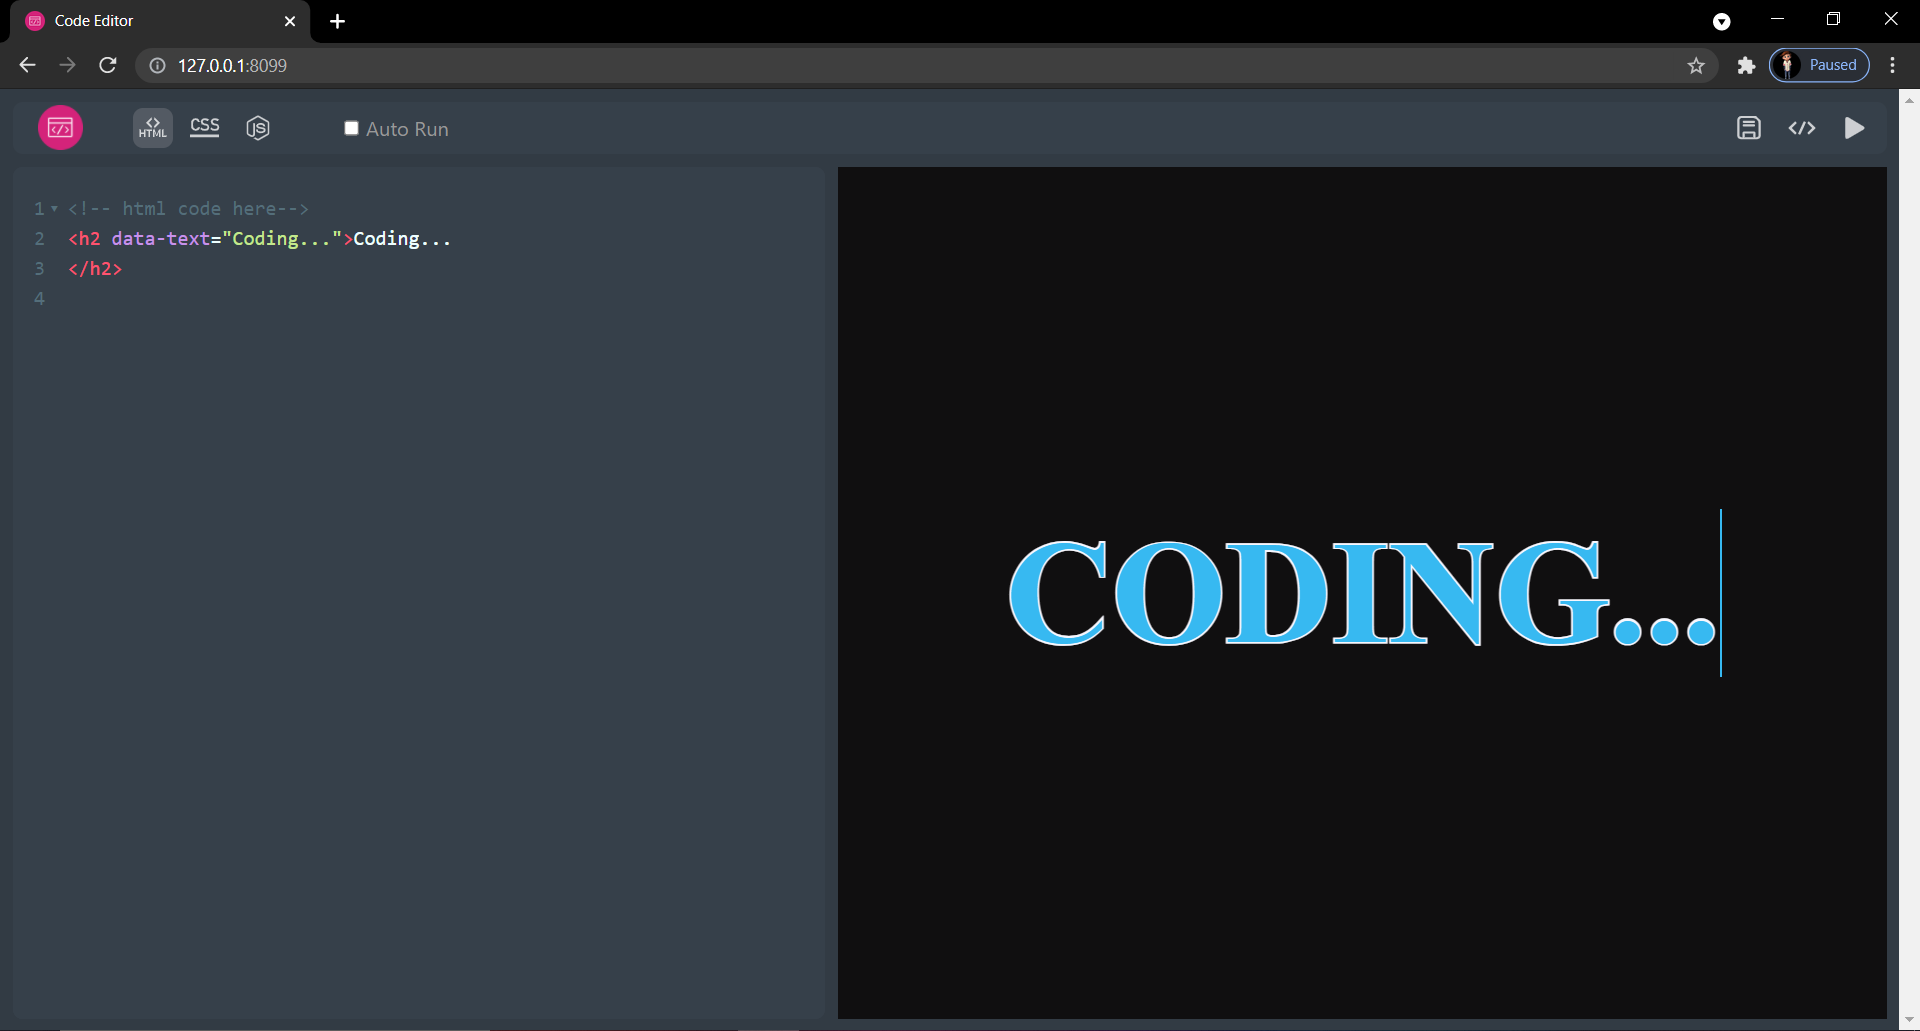 Code Editor
127.0.0.1:8099
Paused
HTML
CSS
JS
Auto Run
1 <!-- html code here-->
2 <h2 data-text="Coding...">Coding...
3 </h2>
4
CODING...